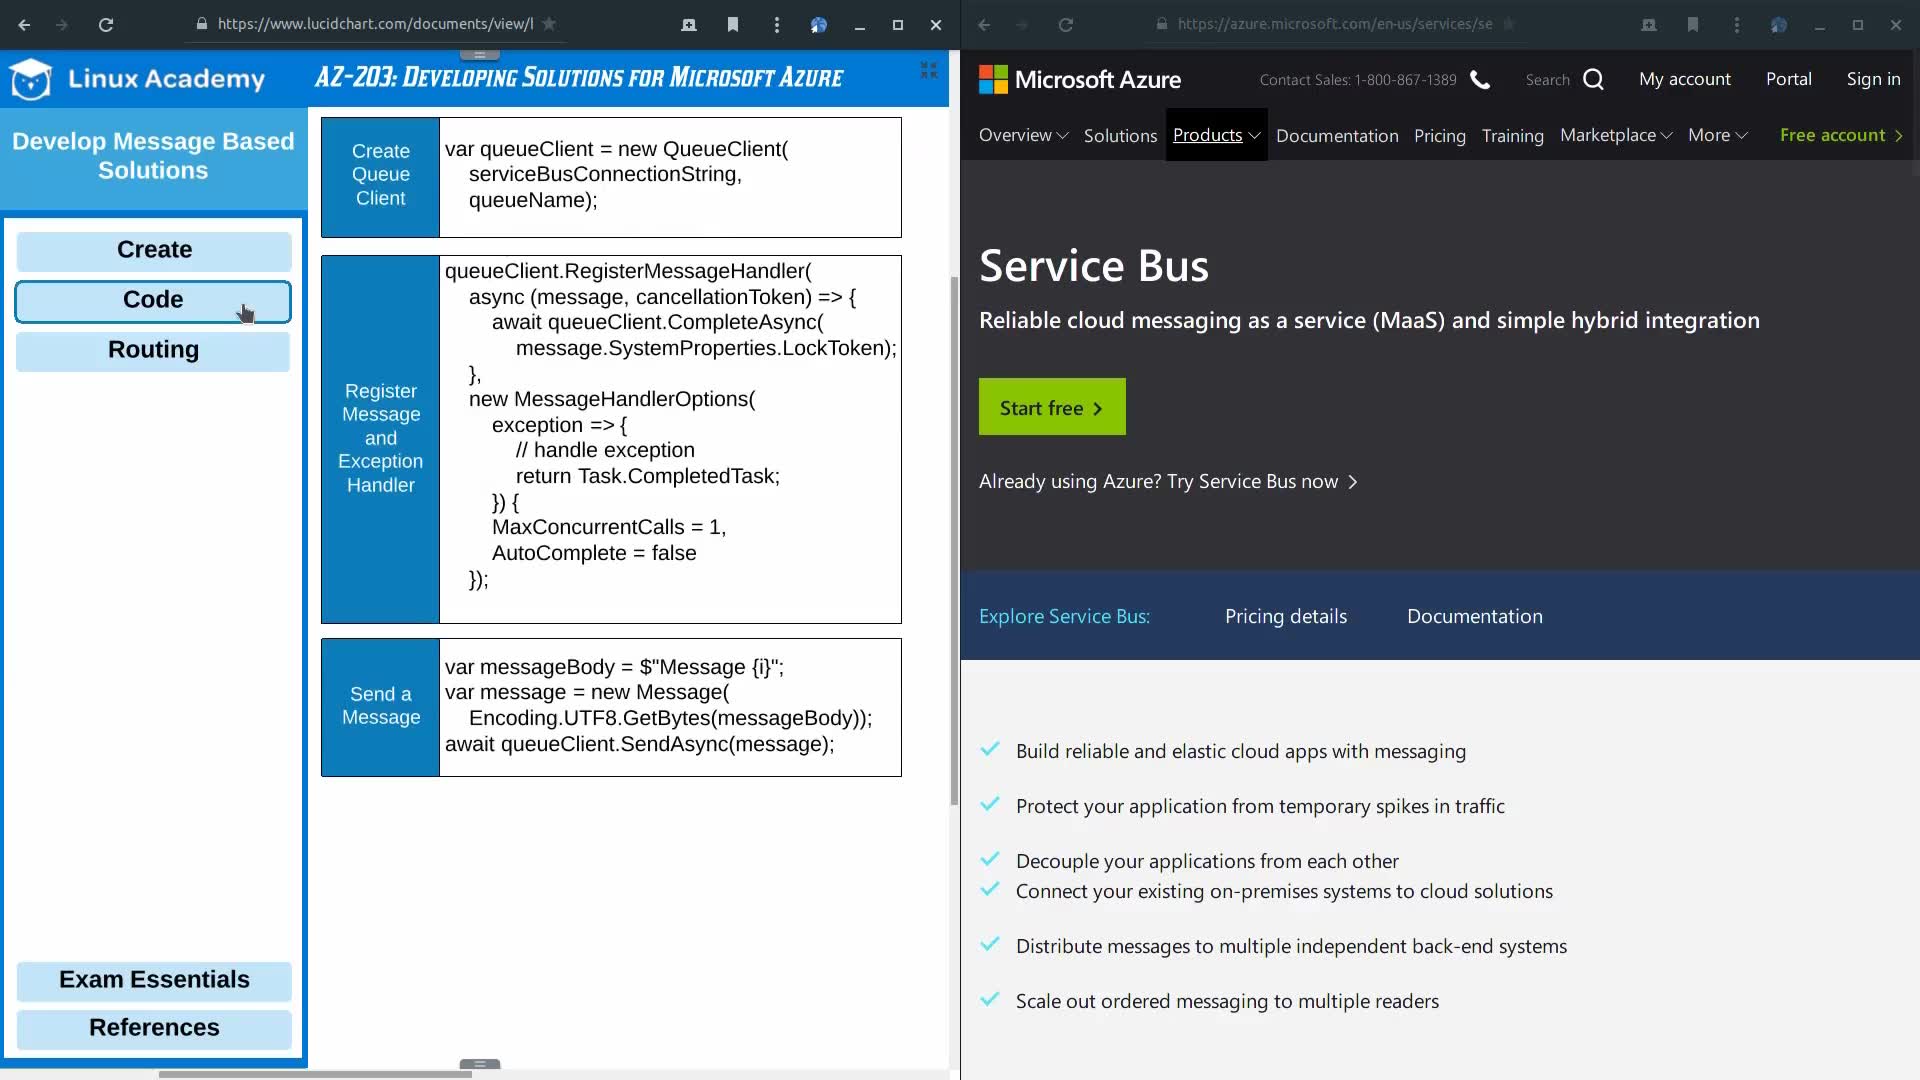 https://www.lucidchart.com/documents/view/l
Linux Academy
AZ-203: Developing Solutions for Microsoft Azure
Develop Message Based
Solutions
Create
Code
Routing
Exam Essentials
References
Create
Queue
Client
var queueClient = new QueueClient(
serviceBusConnectionString,
queueName);
Register
Message
and
Exception
Handler
queueClient.RegisterMessageHandler(
async (message, cancellationToken) => {
await queueClient.CompleteAsync(
message.SystemProperties.LockToken);
},
new MessageHandlerOptions(
exception => {
// handle exception
return Task.CompletedTask;
}) {
MaxConcurrentCalls = 1,
AutoComplete = false
});
Send a
Message
var messageBody = $"Message {i}";
var message = new Message(
Encoding.UTF8.GetBytes(messageBody));
await queueClient.SendAsync(message);
https://azure.microsoft.com/en-us/services/se
Microsoft Azure
Contact Sales: 1-800-867-1389
Search
My account
Portal
Sign in
Overview
Solutions
Products
Documentation
Pricing
Training
Marketplace
More
Free account
Service Bus
Reliable cloud messaging as a service (MaaS) and simple hybrid integration
Start free
Already using Azure? Try Service Bus now
Explore Service Bus:
Pricing details
Documentation
Build reliable and elastic cloud apps with messaging
Protect your application from temporary spikes in traffic
Decouple your applications from each other
Connect your existing on-premises systems to cloud solutions
Distribute messages to multiple independent back-end systems
Scale out ordered messaging to multiple readers